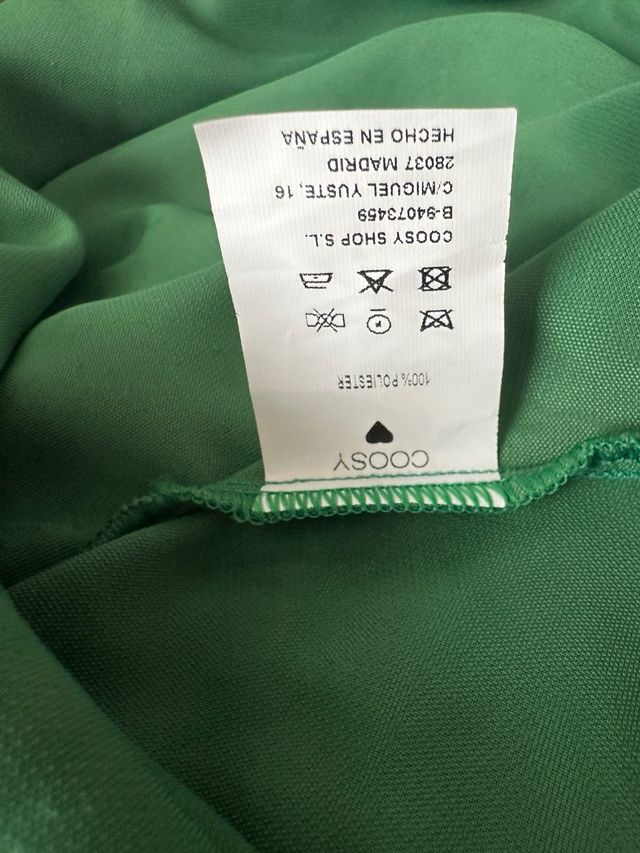 COOSY
100% POLIESTER
COOSY SHOP S.L.
B-94073459
C/MIGUEL YUSTE, 16
28037 MADRID
HECHO EN ESPAÑA